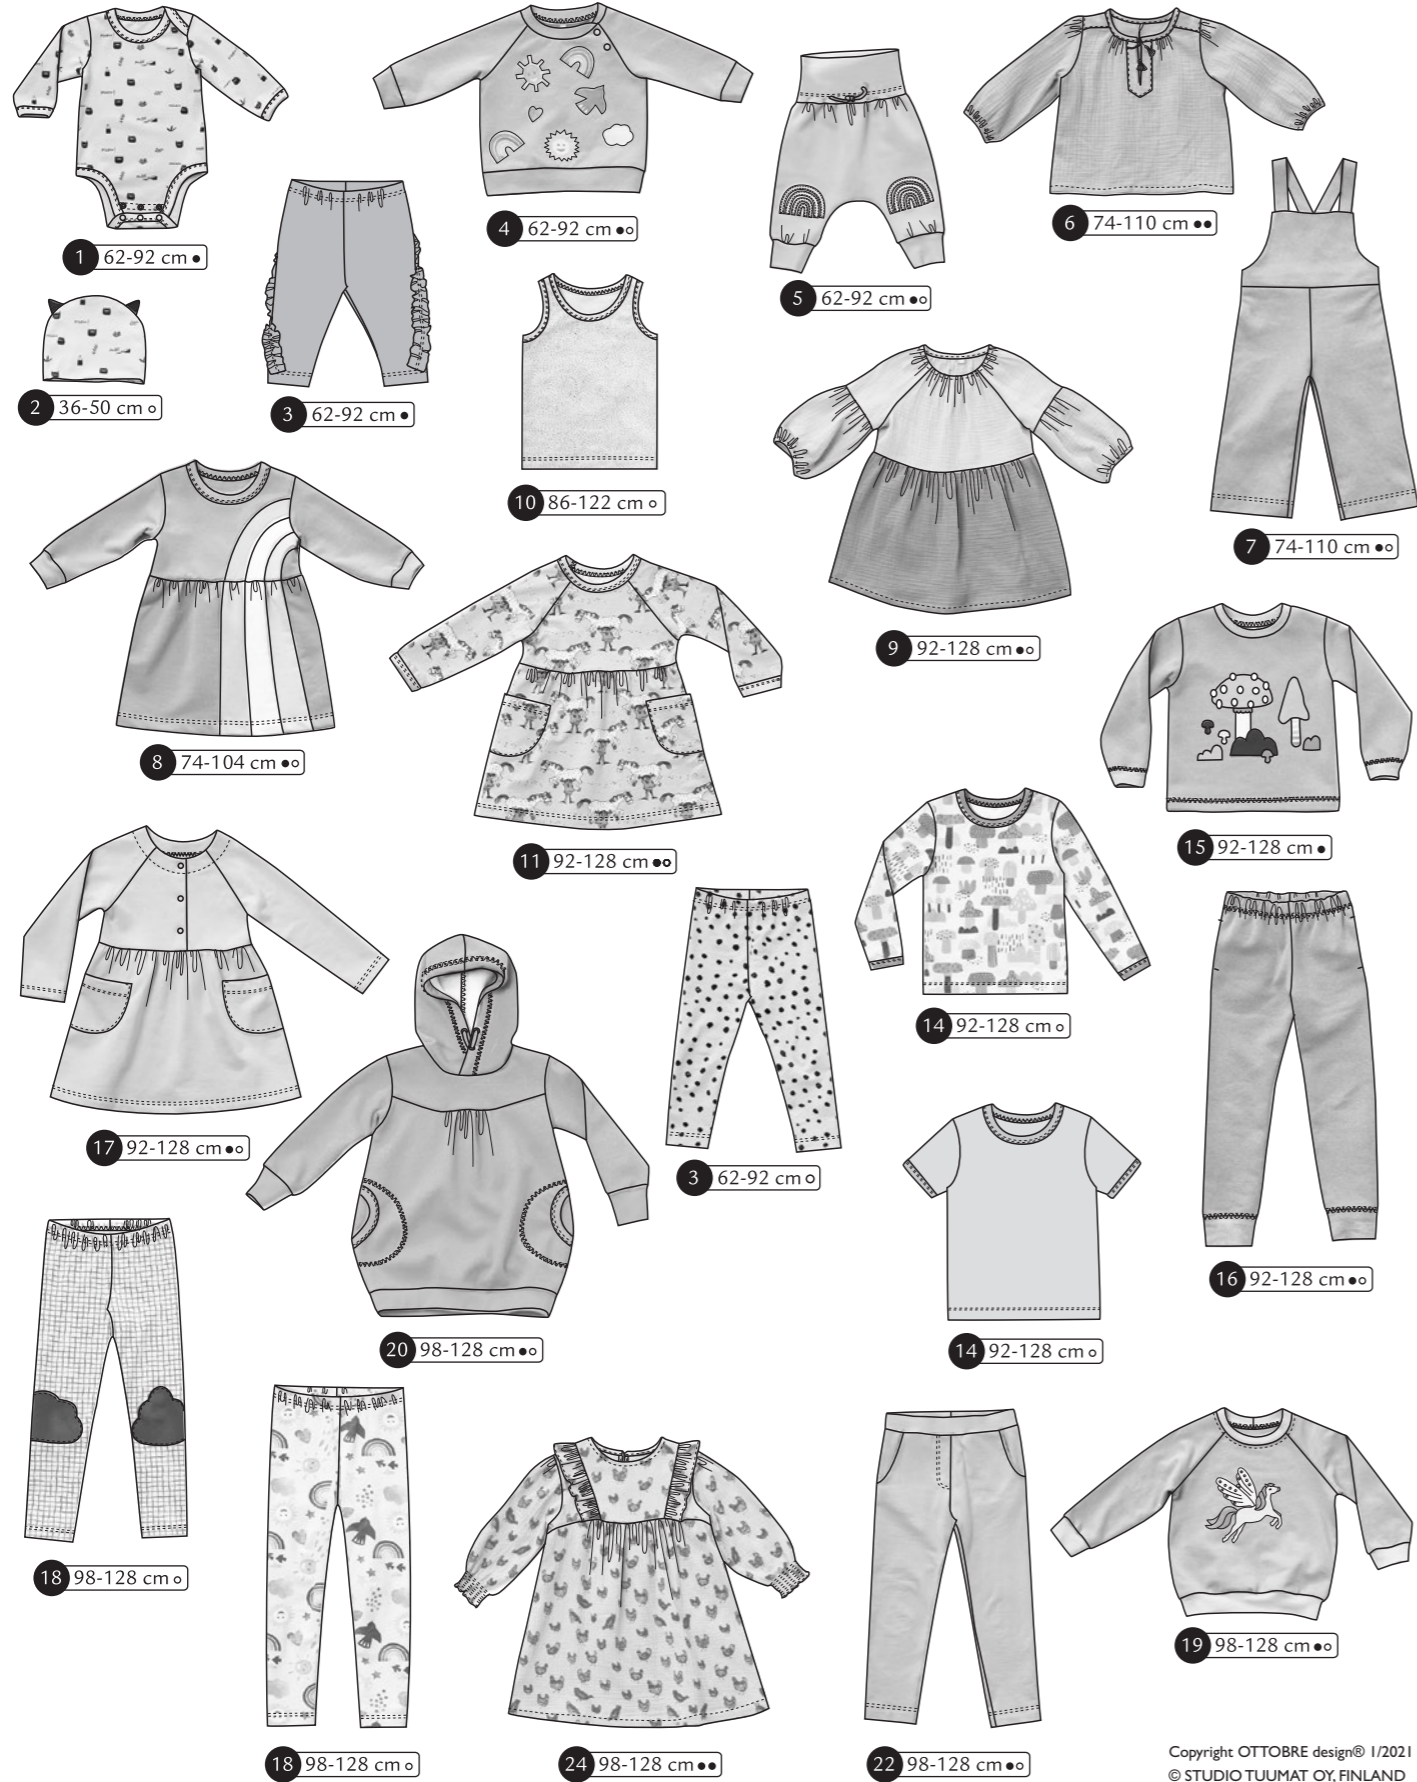 1 62-92 cm ●
4 62-92 cm ●○
6 74-110 cm ●●
5 62-92 cm ●○
2 36-50 cm ○
3 62-92 cm ●
10 86-122 cm ○
7 74-110 cm ●○
9 92-128 cm ●○
8 74-104 cm ●○
11 92-128 cm ●○
15 92-128 cm ●
14 92-128 cm ○
17 92-128 cm ●○
3 62-92 cm ○
16 92-128 cm ●○
20 98-128 cm ●○
14 92-128 cm ○
18 98-128 cm ○
19 98-128 cm ●○
18 98-128 cm ○
24 98-128 cm ●●
22 98-128 cm ●○
Copyright OTTOBRE design® 1/2021
© STUDIO TUUMAT OY, FINLAND